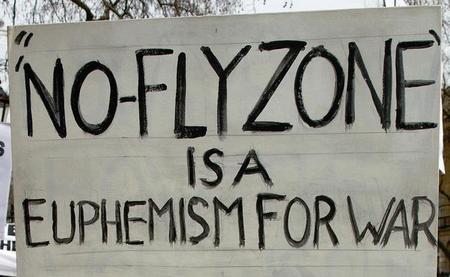 "NO-FLY ZONE"
IS A
EUPHEMISM FOR WAR